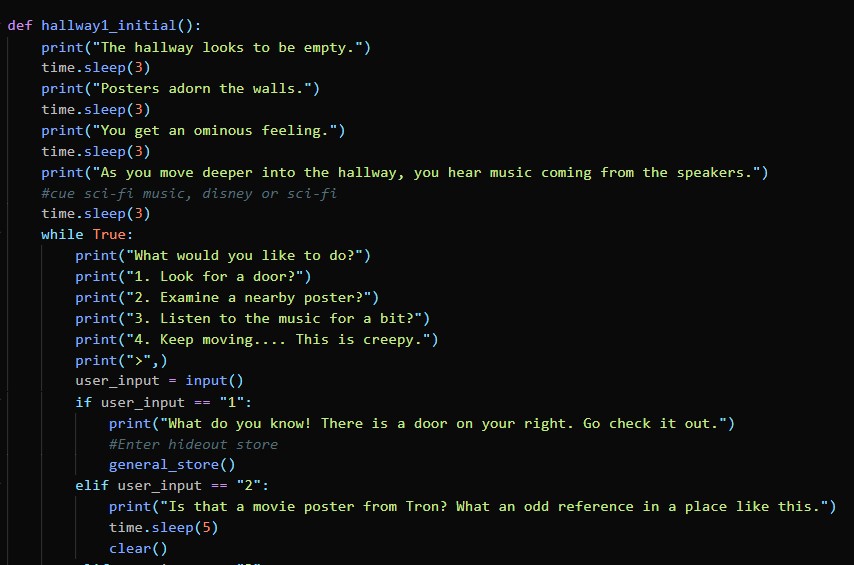 def hallway1_initial():
    print("The hallway looks to be empty.")
    time.sleep(3)
    print("Posters adorn the walls.")
    time.sleep(3)
    print("You get an ominous feeling.")
    time.sleep(3)
    print("As you move deeper into the hallway, you hear music coming from the speakers.")
    #cue sci-fi music, disney or sci-fi
    time.sleep(3)
    while True:
        print("What would you like to do?")
        print("1. Look for a door?")
        print("2. Examine a nearby poster?")
        print("3. Listen to the music for a bit?")
        print("4. Keep moving.... This is creepy.")
        print(">",)
        user_input = input()
        if user_input == "1":
            print("What do you know! There is a door on your right. Go check it out.")
            #Enter hideout store
            general_store()
        elif user_input == "2":
            print("Is that a movie poster from Tron? What an odd reference in a place like this.")
            time.sleep(5)
            clear()